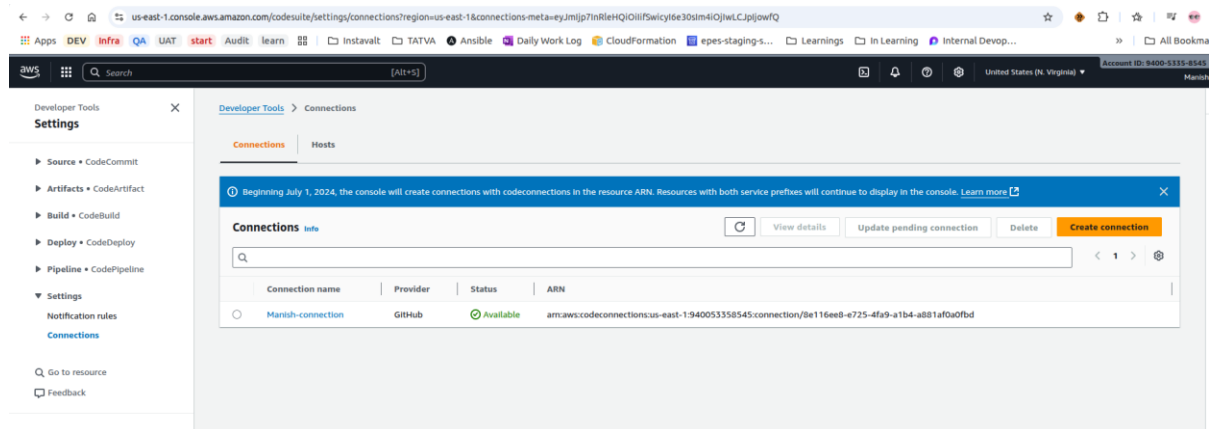 us-east-1.console.aws.amazon.com/codesuite/settings/connections?region=us-east-1&connections-meta=eyJmIjp7InRleHQiOiIifSwicyI6e30sIm4iOjIwLCJpIjowfQ
Apps DEV Infra QA UAT start Audit learn Instavalt TATVA Ansible Daily Work Log CloudFormation epes-staging-s... Learnings In Learning Internal Devop... » All Bookma
aws Search [Alt+S] United States (N. Virginia) ▼ Account ID: 9400-5335-8545
Manish
Developer Tools
Settings
Source • CodeCommit
Artifacts • CodeArtifact
Build • CodeBuild
Deploy • CodeDeploy
Pipeline • CodePipeline
Settings
Notification rules
Connections
Go to resource
Feedback
Developer Tools > Connections
Connections Hosts
Beginning July 1, 2024, the console will create connections with codeconnections in the resource ARN. Resources with both service prefixes will continue to display in the console. Learn more
Connections Info View details Update pending connection Delete Create connection
< 1 >
Connection name Provider Status ARN
Manish-connection GitHub Available arn:aws:codeconnections:us-east-1:940053358545:connection/8e116ee8-e725-4fa9-a1b4-a881af0a0fbd